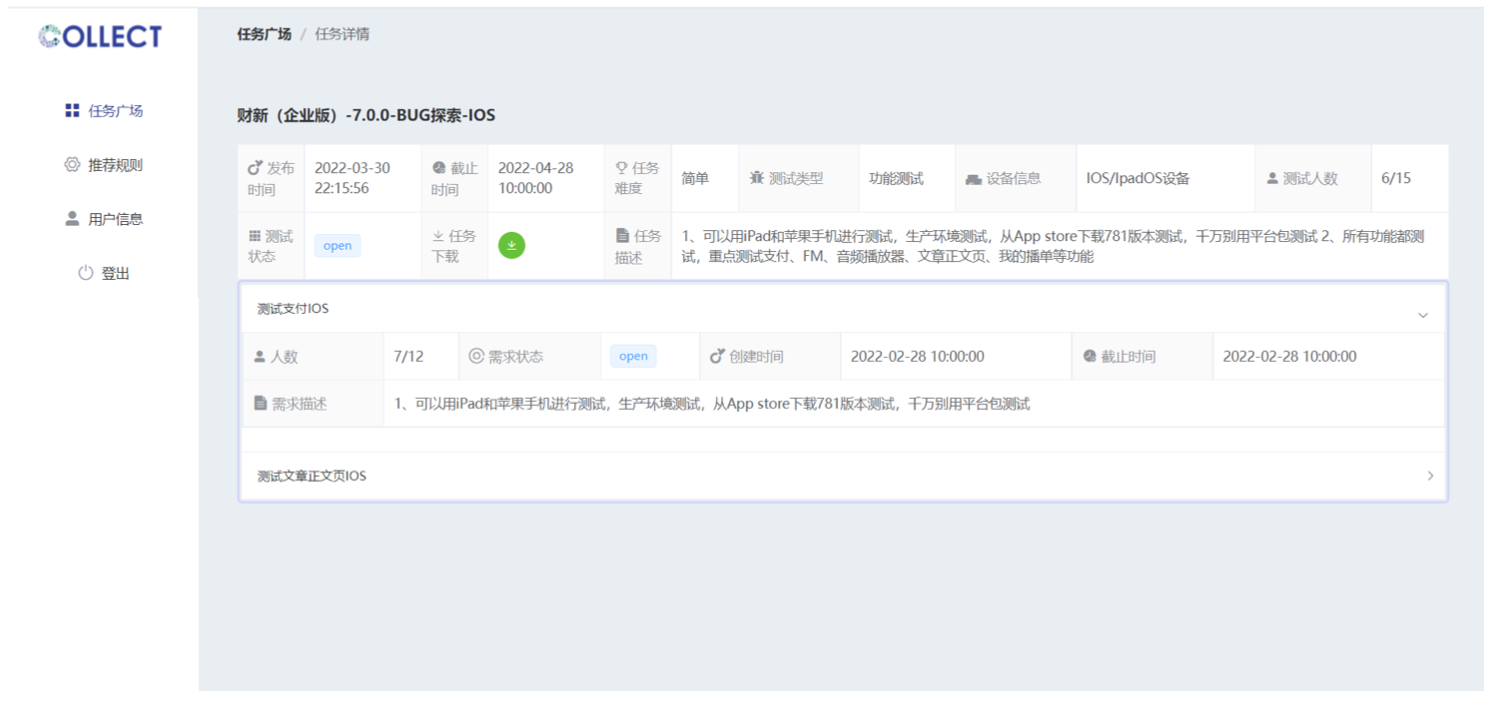 COLLECT
任务广场 / 任务详情
任务广场
推荐规则
用户信息
登出
财新（企业版）-7.0.0-BUG探索-IOS
发布时间 2022-03-30 22:15:56 截止时间 2022-04-28 10:00:00 任务难度 简单 测试类型 功能测试 设备信息 IOS/IpadOS设备 测试人数 6/15
测试状态 open 任务下载 任务描述 1、可以用iPad和苹果手机进行测试，生产环境测试，从App store下载781版本测试，千万别用平台包测试 2、所有功能都测
试，重点测试支付、FM、音频播放器、文章正文页、我的播单等功能
测试支付IOS
人数 7/12 需求状态 open 创建时间 2022-02-28 10:00:00 截止时间 2022-02-28 10:00:00
需求描述 1、可以用iPad和苹果手机进行测试，生产环境测试，从App store下载781版本测试，千万别用平台包测试
测试文章正文页IOS